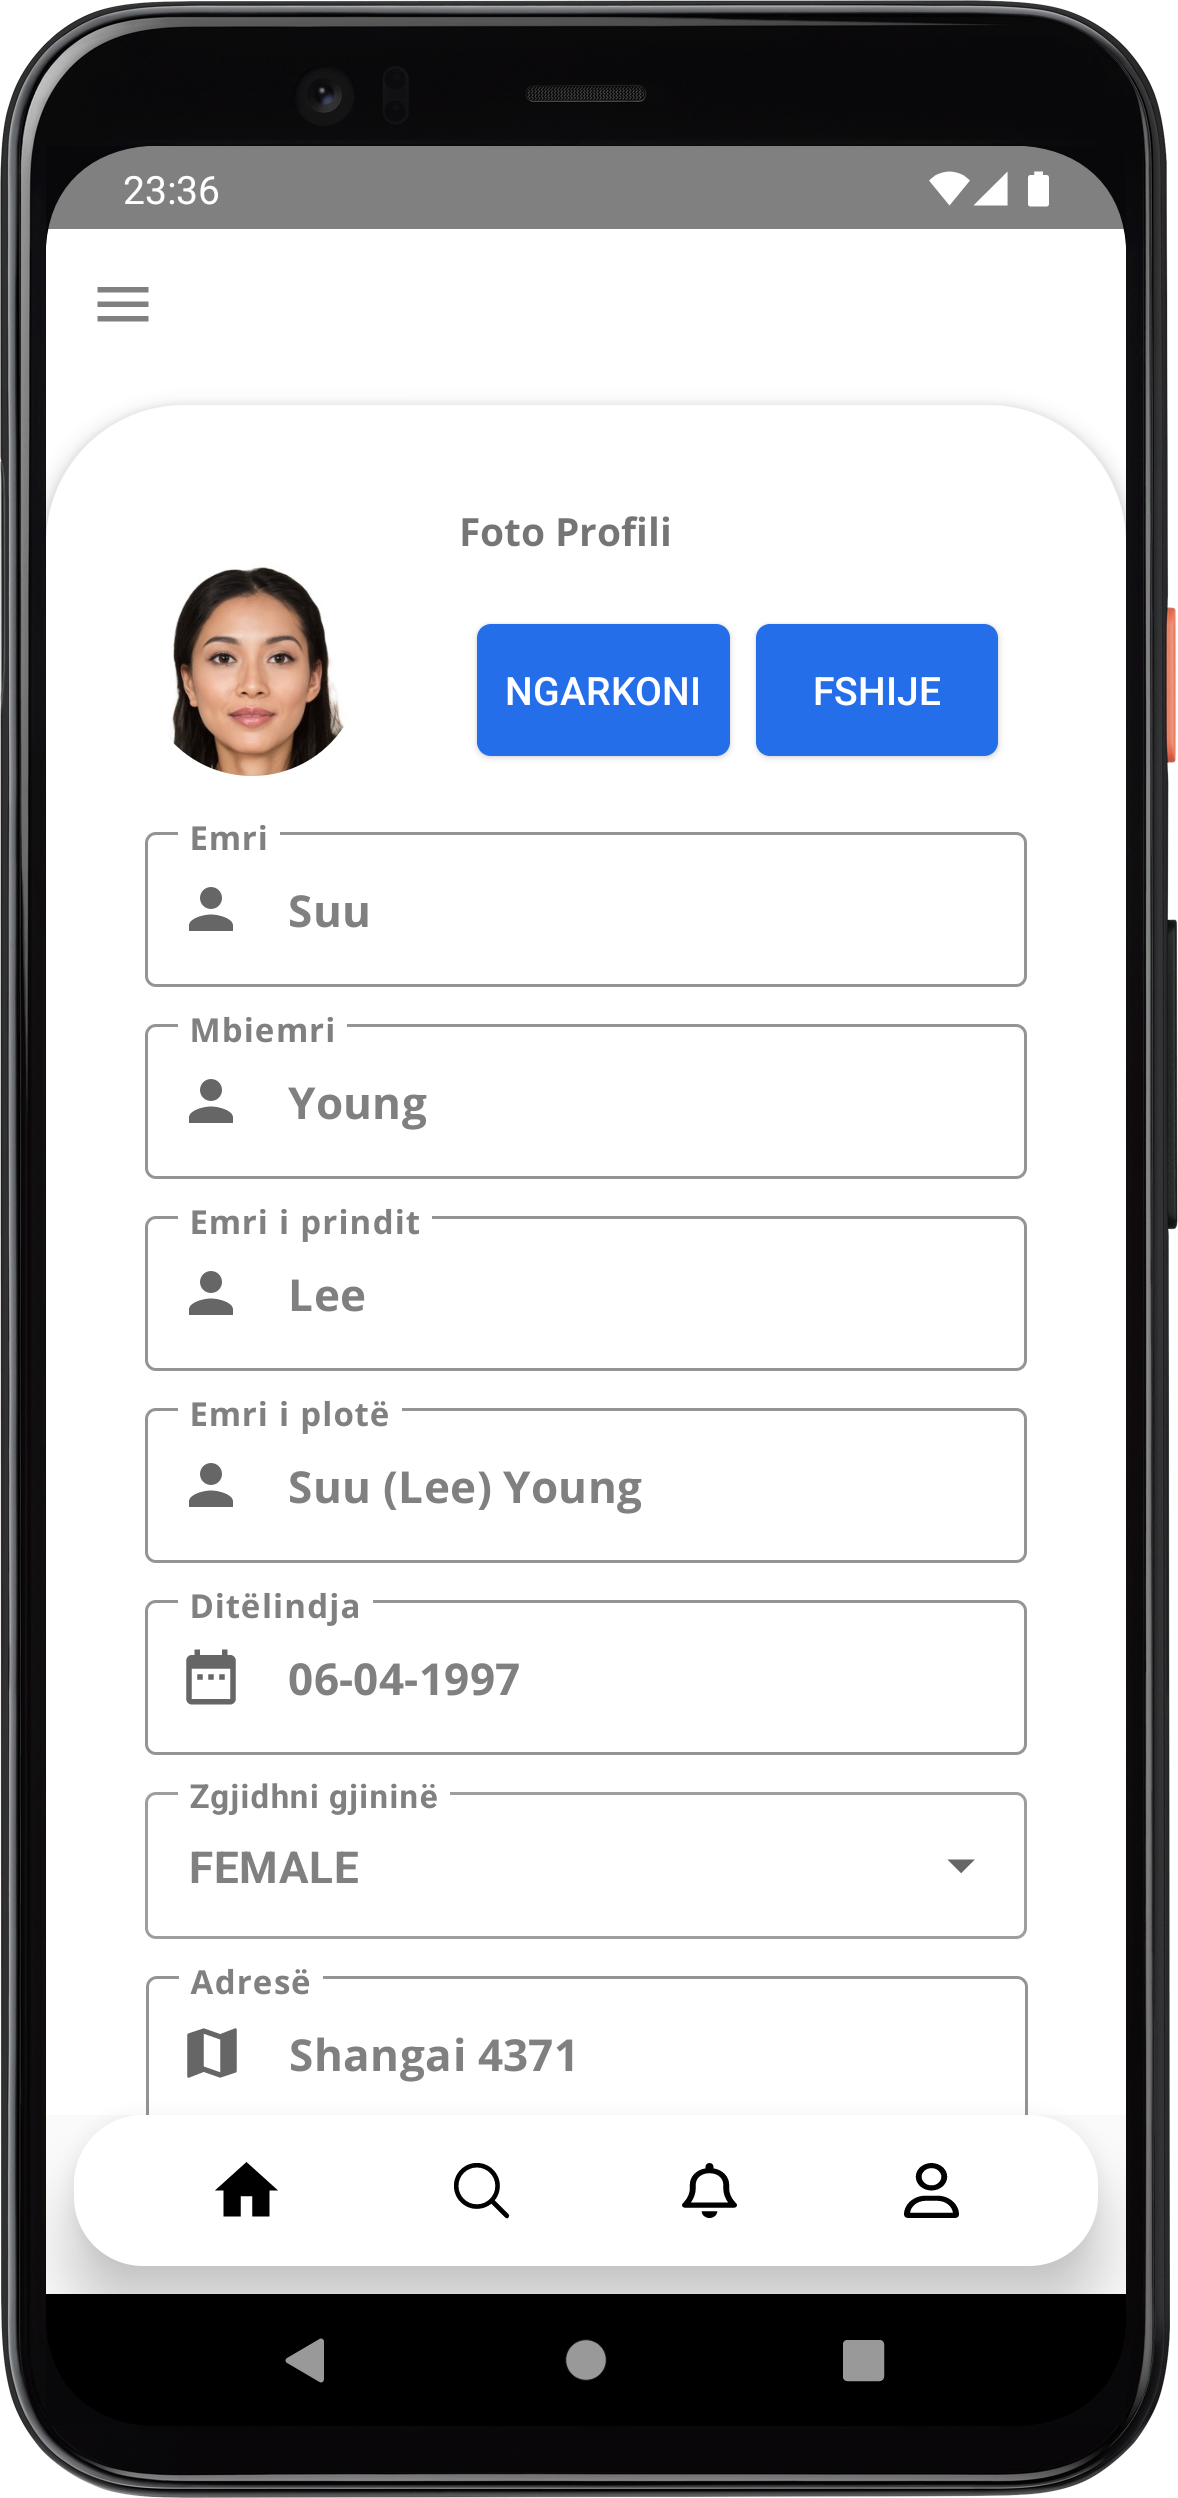 23:36
Foto Profili
NGARKONI FSHIJE
Emri
Suu
Mbiemri
Young
Emri i prindit
Lee
Emri i plotë
Suu (Lee) Young
Ditëlindja
06-04-1997
Zgjidhni gjininë
FEMALE
Adresë
Shangai 4371